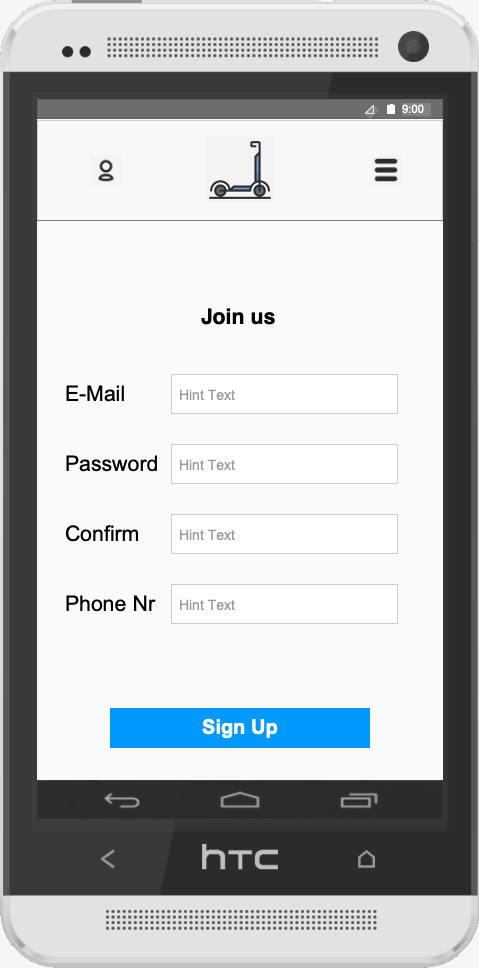 9:00
Join us
E-Mail Hint Text
Password Hint Text
Confirm Hint Text
Phone Nr Hint Text
Sign Up
hTC